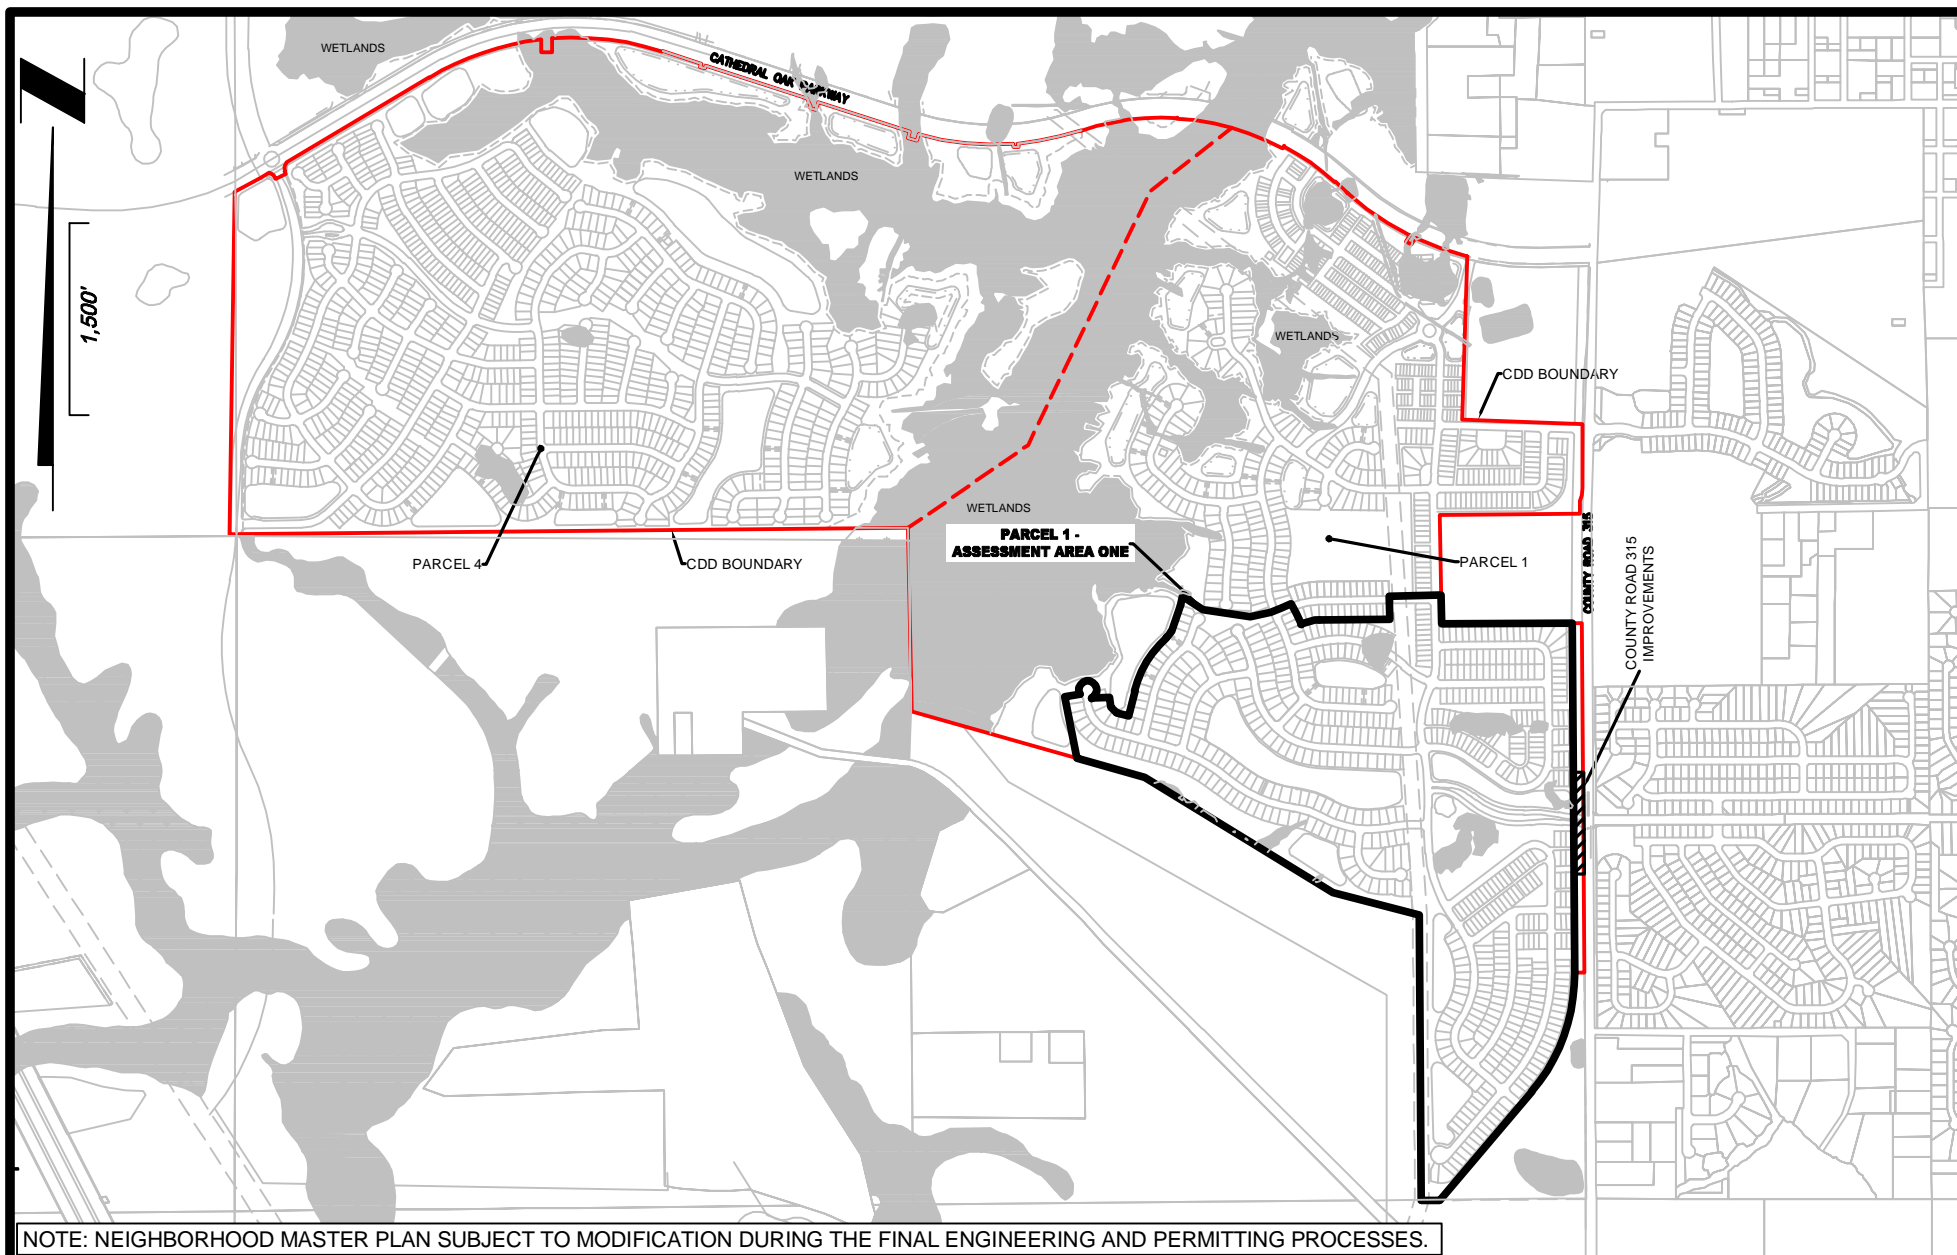 WETLANDS
CATHEDRAL OAK PARKWAY
WETLANDS
1,500'
WETLANDS
CDD BOUNDARY
WETLANDS
PARCEL 1 -
ASSESSMENT AREA ONE
PARCEL 4
CDD BOUNDARY
PARCEL 1
COUNTY ROAD 315
COUNTY ROAD 315
IMPROVEMENTS
NOTE: NEIGHBORHOOD MASTER PLAN SUBJECT TO MODIFICATION DURING THE FINAL ENGINEERING AND PERMITTING PROCESSES.